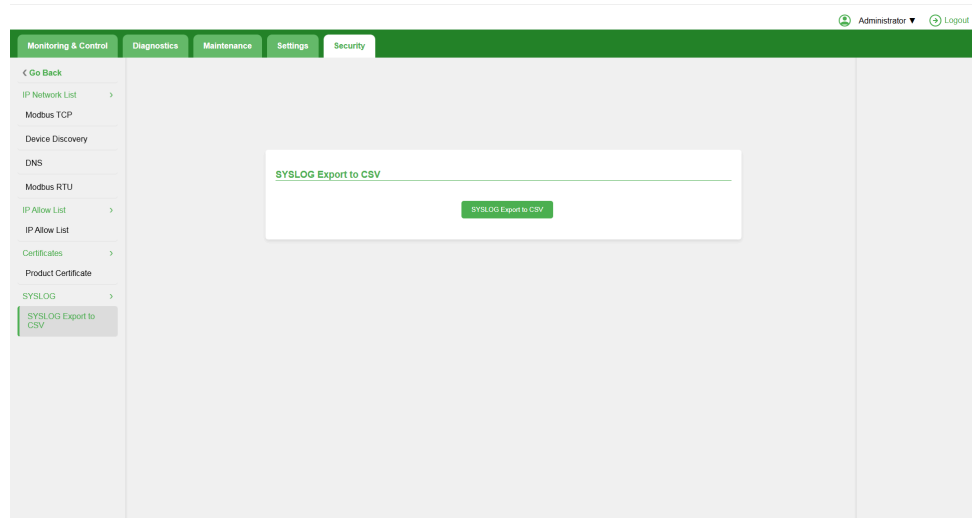 Administrator ▼ Logout
Monitoring & Control Diagnostics Maintenance Settings Security
Go Back
IP Network List
Modbus TCP
Device Discovery
DNS
Modbus RTU
IP Allow List
IP Allow List
Certificates
Product Certificate
SYSLOG
SYSLOG Export to
CSV
SYSLOG Export to CSV
SYSLOG Export to CSV